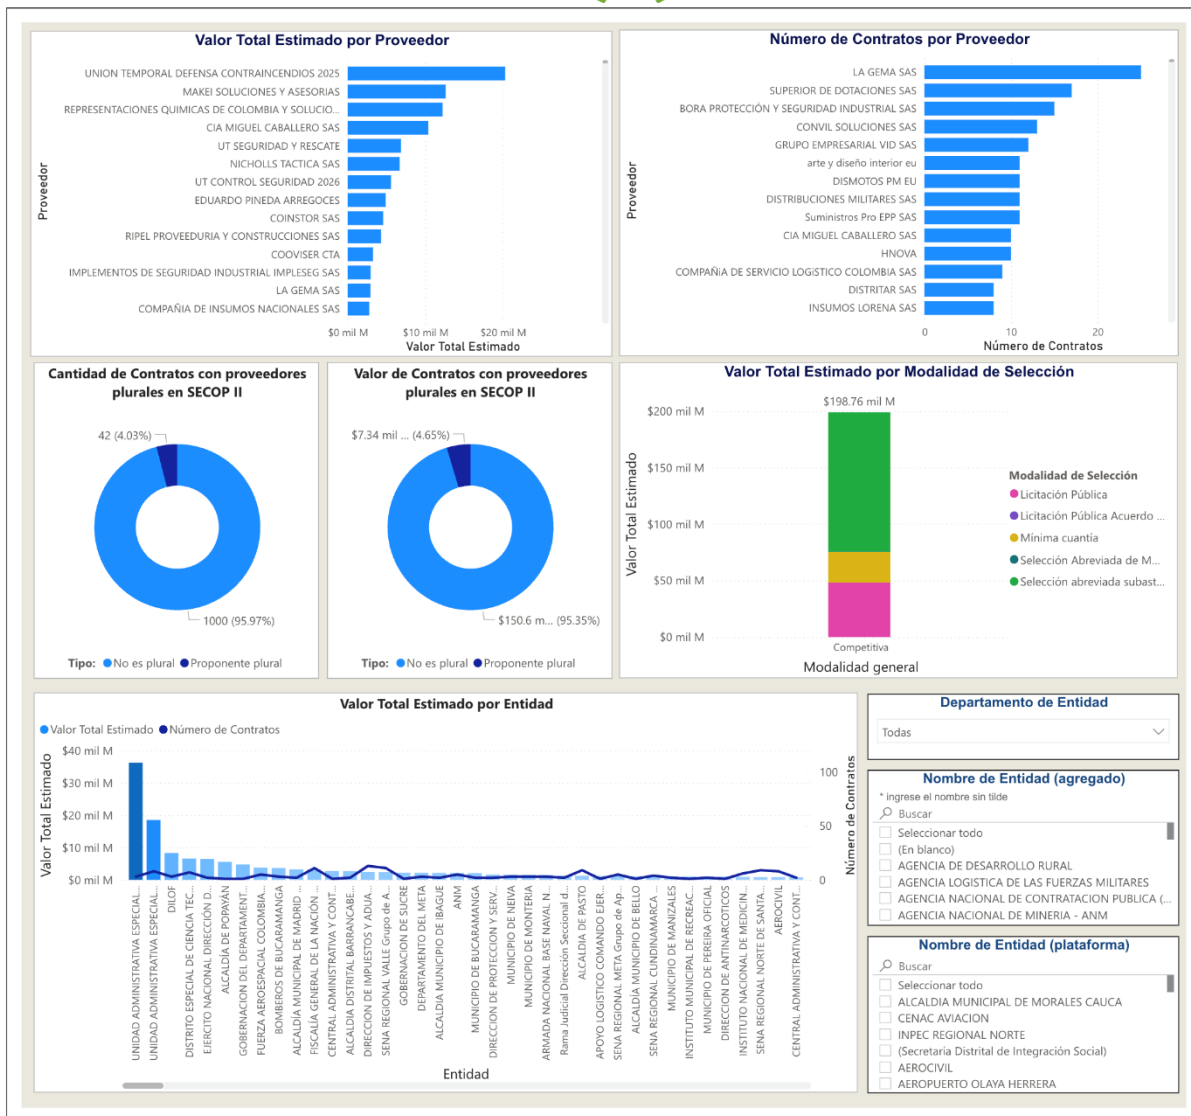 Valor Total Estimado por Proveedor
Proveedor
UNION TEMPORAL DEFENSA CONTRAINCENDIOS 2025
MAKEI SOLUCIONES Y ASESORIAS
REPRESENTACIONES QUIMICAS DE COLOMBIA Y SOLUCIO...
CIA MIGUEL CABALLERO SAS
UT SEGURIDAD Y RESCATE
NICHOLLS TACTICA SAS
UT CONTROL SEGURIDAD 2026
EDUARDO PINEDA ARREGOCES
COINSTOR SAS
RIPEL PROVEEDURIA Y CONSTRUCCIONES SAS
COOVISER CTA
IMPLEMENTOS DE SEGURIDAD INDUSTRIAL IMPLESEG SAS
LA GEMA SAS
COMPAÑIA DE INSUMOS NACIONALES SAS
$0 mil M $10 mil M $20 mil M
Valor Total Estimado
Número de Contratos por Proveedor
Proveedor
LA GEMA SAS
SUPERIOR DE DOTACIONES SAS
BORA PROTECCIÓN Y SEGURIDAD INDUSTRIAL SAS
CONVIL SOLUCIONES SAS
GRUPO EMPRESARIAL VID SAS
arte y diseño interior eu
DISMOTOS PM EU
DISTRIBUCIONES MILITARES SAS
Suministros Pro EPP SAS
CIA MIGUEL CABALLERO SAS
HNOVA
COMPAÑíA DE SERVICIO LOGíSTICO COLOMBIA SAS
DISTRITAR SAS
INSUMOS LORENA SAS
0 10 20
Número de Contratos
Cantidad de Contratos con proveedores
plurales en SECOP II
42 (4.03%)
1000 (95.97%)
Tipo: No es plural Proponente plural
Valor de Contratos con proveedores
plurales en SECOP II
$7.34 mil ... (4.65%)
$150.6 m... (95.35%)
Tipo: No es plural Proponente plural
Valor Total Estimado por Modalidad de Selección
Valor Total Estimado
$198.76 mil M
$200 mil M
$150 mil M
$100 mil M
$50 mil M
$0 mil M
Competitiva
Modalidad general
Modalidad de Selección
Licitación Pública
Licitación Pública Acuerdo ...
Mínima cuantía
Selección Abreviada de M...
Selección abreviada subast...
Valor Total Estimado por Entidad
Valor Total Estimado Número de Contratos
Valor Total Estimado
$40 mil M
$30 mil M
$20 mil M
$10 mil M
$0 mil M
100
50
0
Número de Contratos
UNIDAD ADMINISTRATIVA ESPECIAL...
UNIDAD ADMINISTRATIVA ESPECIAL...
DILOF
DISTRITO ESPECIAL DE CIENCIA TEC...
EJERCITO NACIONAL DIRECCIÓN D...
ALCALDÍA DE POPAYÁN
GOBERNACION DEL DEPARTAMENT...
FUERZA AEROESPACIAL COLOMBIA...
BOMBEROS DE BUCARAMANGA
ALCALDÍA MUNICIPAL DE MADRID ...
FISCALÍA GENERAL DE LA NACIÓN ...
CENTRAL ADMINISTRATIVA Y CONT...
ALCALDIA DISTRITAL BARRANCABE...
DIRECCION DE IMPUESTOS Y ADUA...
SENA REGIONAL VALLE Grupo de A...
GOBERNACION DE SUCRE
DEPARTAMENTO DEL META
ALCALDIA MUNICIPIO DE IBAGUE
ANM
MUNICIPIO DE BUCARAMANGA
DIRECCION DE PROTECCION Y SERV...
MUNICIPIO DE NEIVA
MUNICIPIO DE MONTERIA
ARMADA NACIONAL BASE NAVAL N...
Rama Judicial Dirección Seccional d...
ALCALDIA DE PASTO
APOYO LOGISTICO COMANDO EJER...
SENA REGIONAL META Grupo de Ap...
ALCALDÍA MUNICIPIO DE BELLO
SENA REGIONAL CUNDINAMARCA ...
MUNICIPIO DE MANIZALES
INSTITUTO MUNICIPAL DE RECREAC...
MUNICIPIO DE PEREIRA OFICIAL
DIRECCION DE ANTINARCOTICOS
INSTITUTO NACIONAL DE MEDICIN...
SENA REGIONAL NORTE DE SANTA...
AEROCIVIL
CENTRAL ADMINISTRATIVA Y CONT...
Entidad
Departamento de Entidad
Todas
Nombre de Entidad (agregado)
* ingrese el nombre sin tilde
Buscar
Seleccionar todo
(En blanco)
AGENCIA DE DESARROLLO RURAL
AGENCIA LOGISTICA DE LAS FUERZAS MILITARES
AGENCIA NACIONAL DE CONTRATACION PUBLICA (...
AGENCIA NACIONAL DE MINERIA - ANM
Nombre de Entidad (plataforma)
Buscar
Seleccionar todo
ALCALDIA MUNICIPAL DE MORALES CAUCA
CENAC AVIACION
INPEC REGIONAL NORTE
(Secretaria Distrital de Integración Social)
AEROCIVIL
AEROPUERTO OLAYA HERRERA